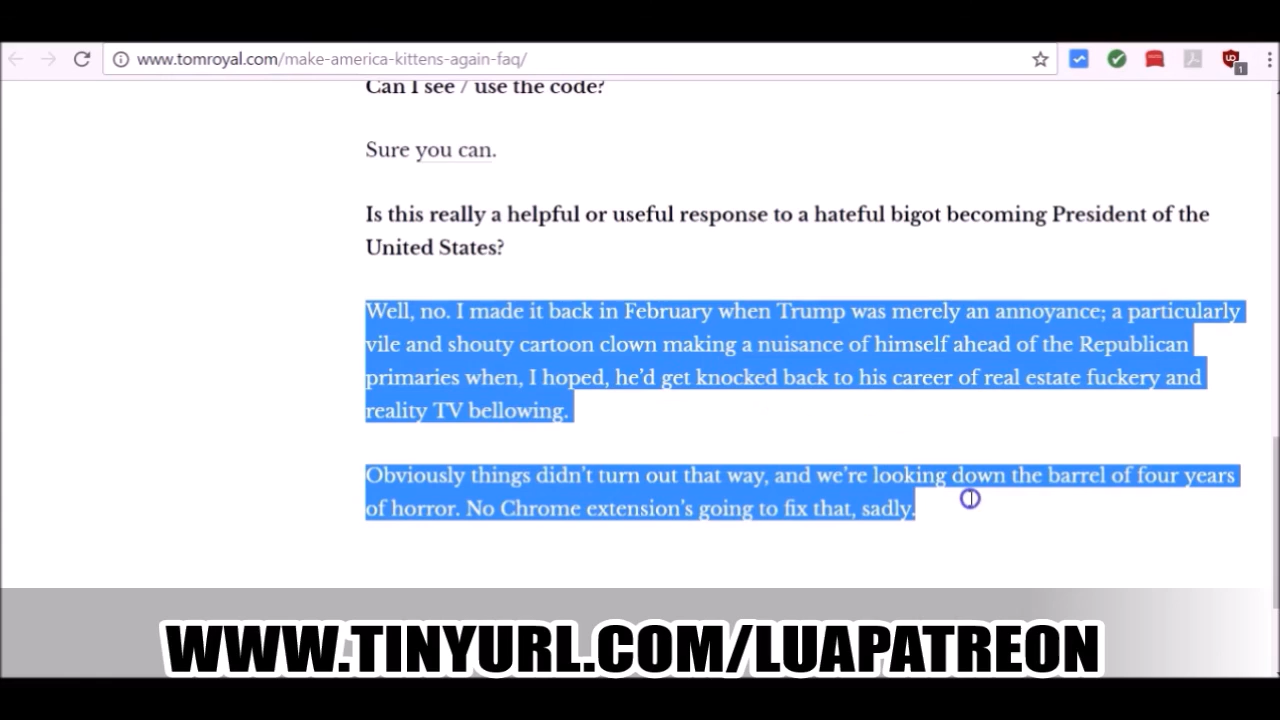 www.tomroyal.com/make-america-kittens-again-faq/
1
Can I see / use the code?
Sure you can.
Is this really a helpful or useful response to a hateful bigot becoming President of the
United States?
Well, no. I made it back in February when Trump was merely an annoyance; a particularly
vile and shouty cartoon clown making a nuisance of himself ahead of the Republican
primaries when, I hoped, he’d get knocked back to his career of real estate fuckery and
reality TV bellowing.
Obviously things didn’t turn out that way, and we’re looking down the barrel of four years
of horror. No Chrome extension’s going to fix that, sadly.
WWW.TINYURL.COM/LUAPATREON